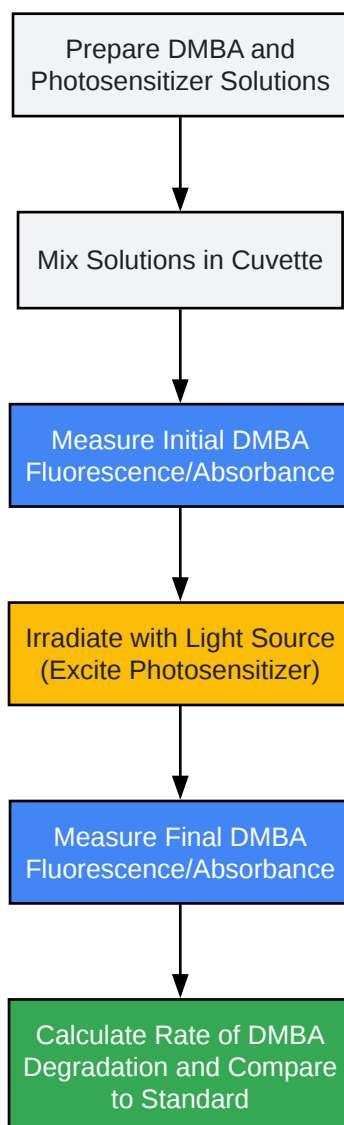 Prepare DMBA and
Photosensitizer Solutions
Mix Solutions in Cuvette
Measure Initial DMBA
Fluorescence/Absorbance
Irradiate with Light Source
(Excite Photosensitizer)
Measure Final DMBA
Fluorescence/Absorbance
Calculate Rate of DMBA
Degradation and Compare
to Standard